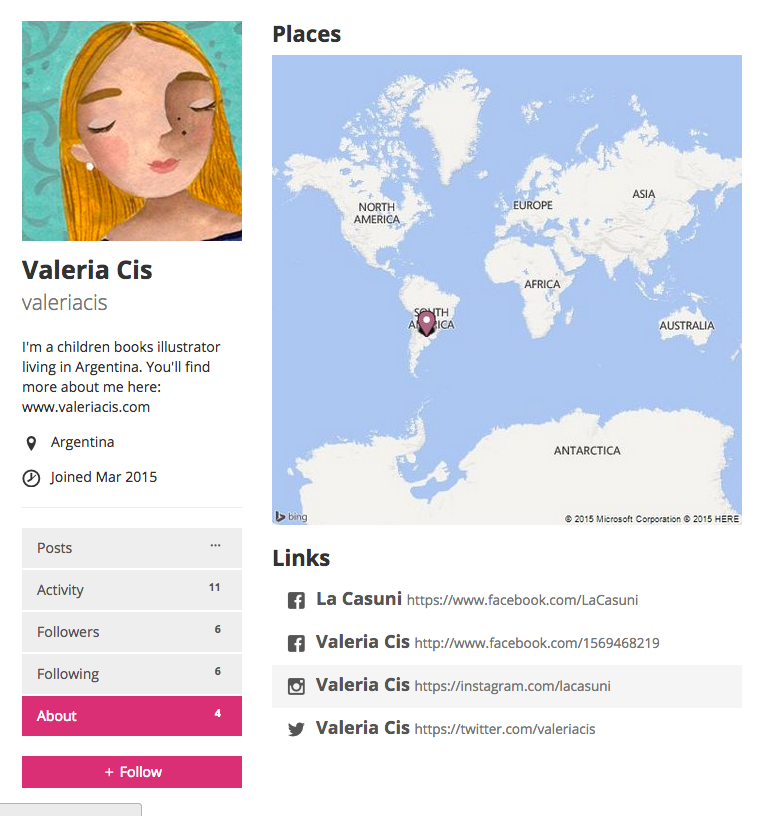 Valeria Cis
valeriacis
I'm a children books illustrator
living in Argentina. You'll find
more about me here:
www.valeriacis.com
Argentina
Joined Mar 2015
Posts ...
Activity 11
Followers 6
Following 6
About 4
+ Follow
Places
NORTH
AMERICA
EUROPE
ASIA
AFRICA
SOUTH
AMERICA
AUSTRALIA
ANTARCTICA
bing
© 2015 Microsoft Corporation © 2015 HERE
Links
La Casuni https://www.facebook.com/LaCasuni
Valeria Cis http://www.facebook.com/1569468219
Valeria Cis https://instagram.com/lacasuni
Valeria Cis https://twitter.com/valeriacis